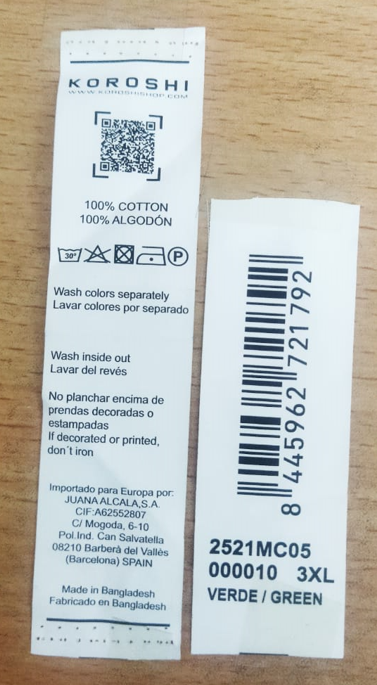 KOROSHI
WWW.KOROSHISHOP.COM
100% COTTON
100% ALGODÓN
30°
P
Wash colors separately
Lavar colores por separado
Wash inside out
Lavar del revés
No planchar encima de
prendas decoradas o
estampadas
If decorated or printed,
don´t iron
Importado para Europa por:
JUANA ALCALA,S.A.
CIF:A62552807
C/ Mogoda, 6-10
Pol.Ind. Can Salvatella
08210 Barberà del Vallès
(Barcelona) SPAIN
Made in Bangladesh
Fabricado en Bangladesh
8 445962 721792
2521MC05
000010 3XL
VERDE / GREEN